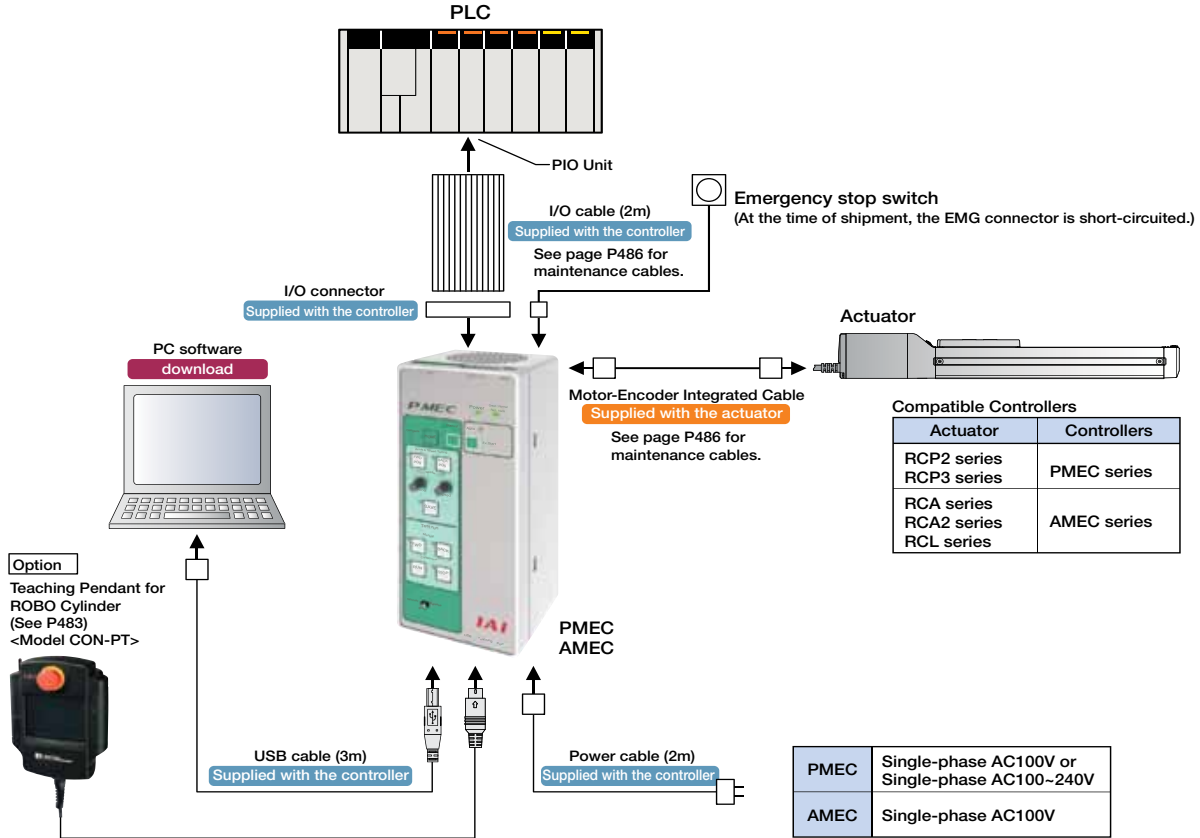 PLC
PIO Unit
Emergency stop switch
(At the time of shipment, the EMG connector is short-circuited.)
I/O cable (2m)
Supplied with the controller
See page P486 for
maintenance cables.
I/O connector
Supplied with the controller
PC software
download
Actuator
Motor-Encoder Integrated Cable
Supplied with the actuator
See page P486 for
maintenance cables.
Compatible Controllers
Actuator Controllers
RCP2 series
RCP3 series
PMEC series
RCA series
RCA2 series
RCL series
AMEC series
PMEC
IAI
PMEC
AMEC
Option
Teaching Pendant for
ROBO Cylinder
(See P483)
<Model CON-PT>
USB cable (3m)
Supplied with the controller
Power cable (2m)
Supplied with the controller
PMEC Single-phase AC100V or
Single-phase AC100~240V
AMEC Single-phase AC100V